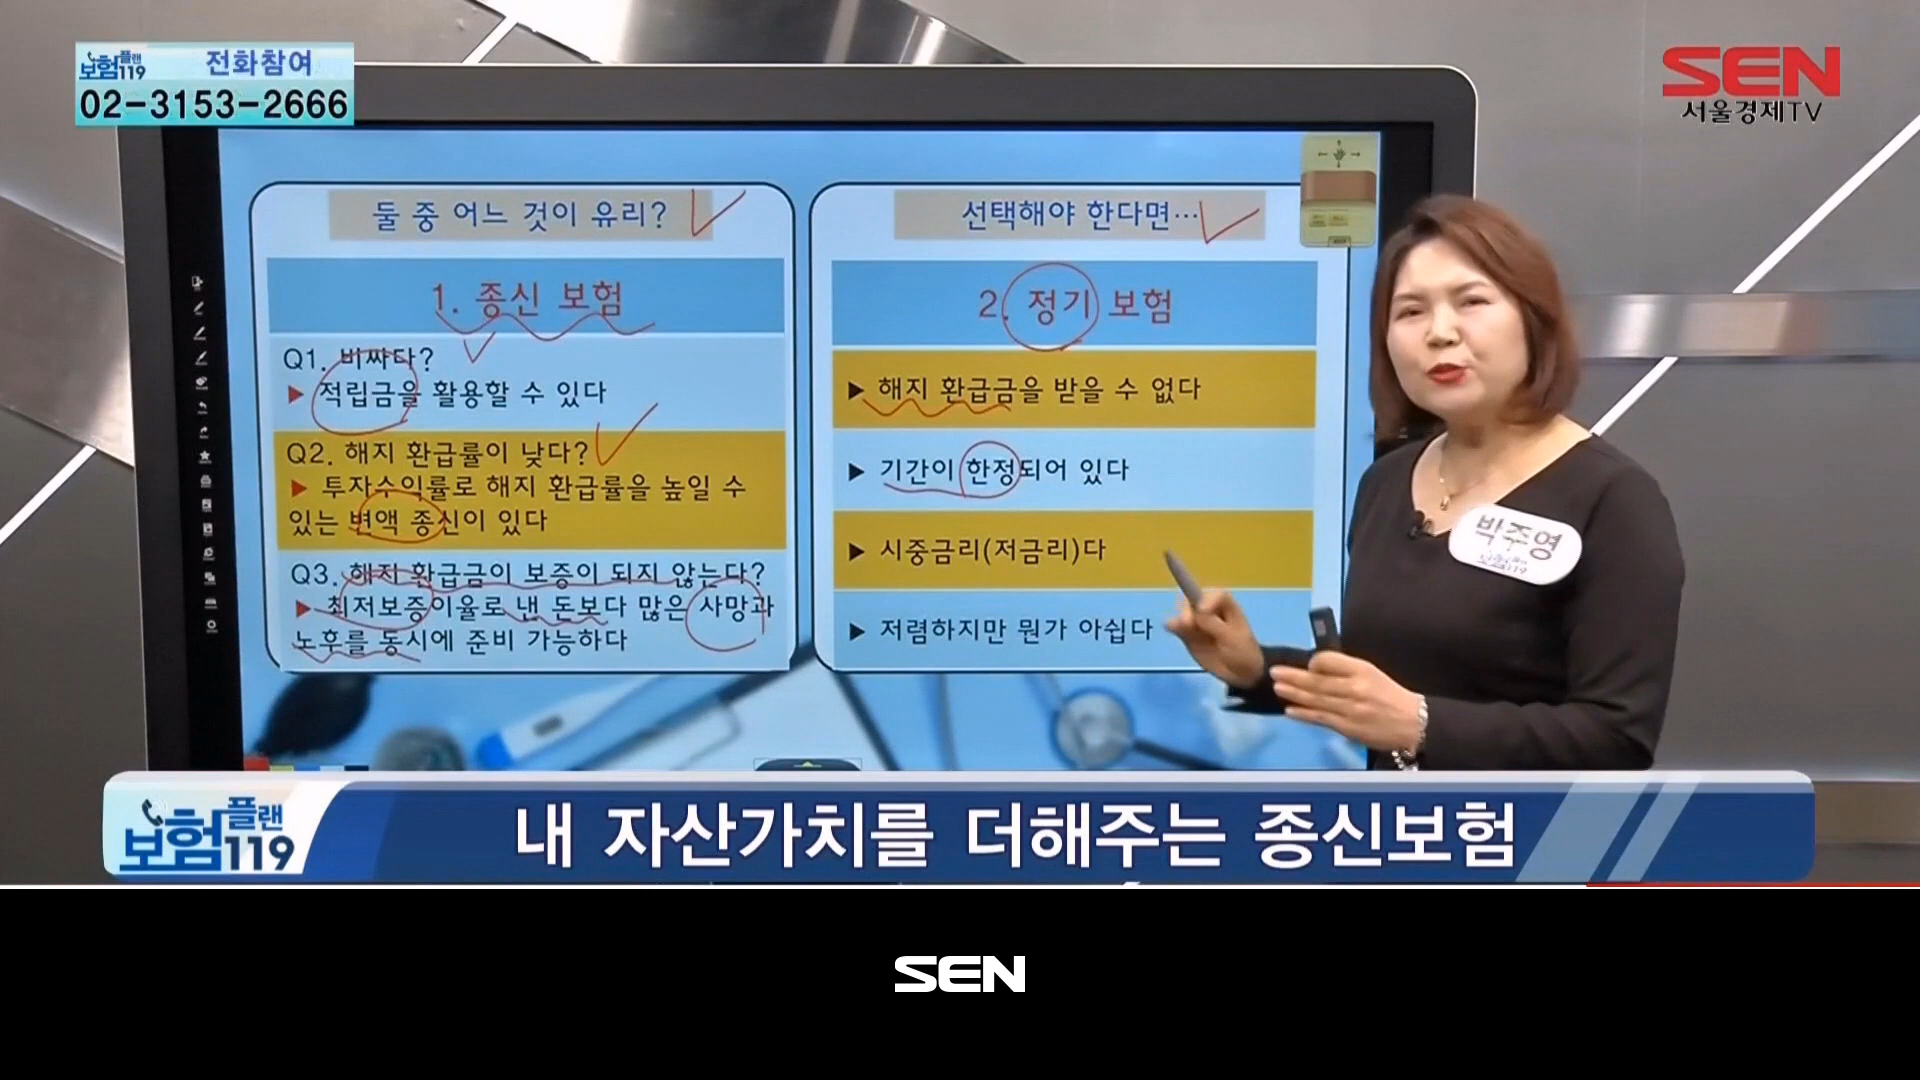 보험플랜119
전화참여
02-3153-2666
SEN
서울경제TV
둘 중 어느 것이 유리?
1. 종신 보험
Q1. 비싸다?
▶ 적립금을 활용할 수 있다
Q2. 해지 환급률이 낮다?
▶ 투자수익률로 해지 환급률을 높일 수
있는 변액 종신이 있다
Q3. 해지 환급금이 보증이 되지 않는다?
▶ 최저보증이율로 낸 돈보다 많은 사망과
노후를 동시에 준비 가능하다
선택해야 한다면…
2. 정기 보험
▶ 해지 환급금을 받을 수 없다
▶ 기간이 한정되어 있다
▶ 시중금리(저금리)다
▶ 저렴하지만 뭔가 아쉽다
박주영
보험플랜119
보험플랜119
내 자산가치를 더해주는 종신보험
SEN